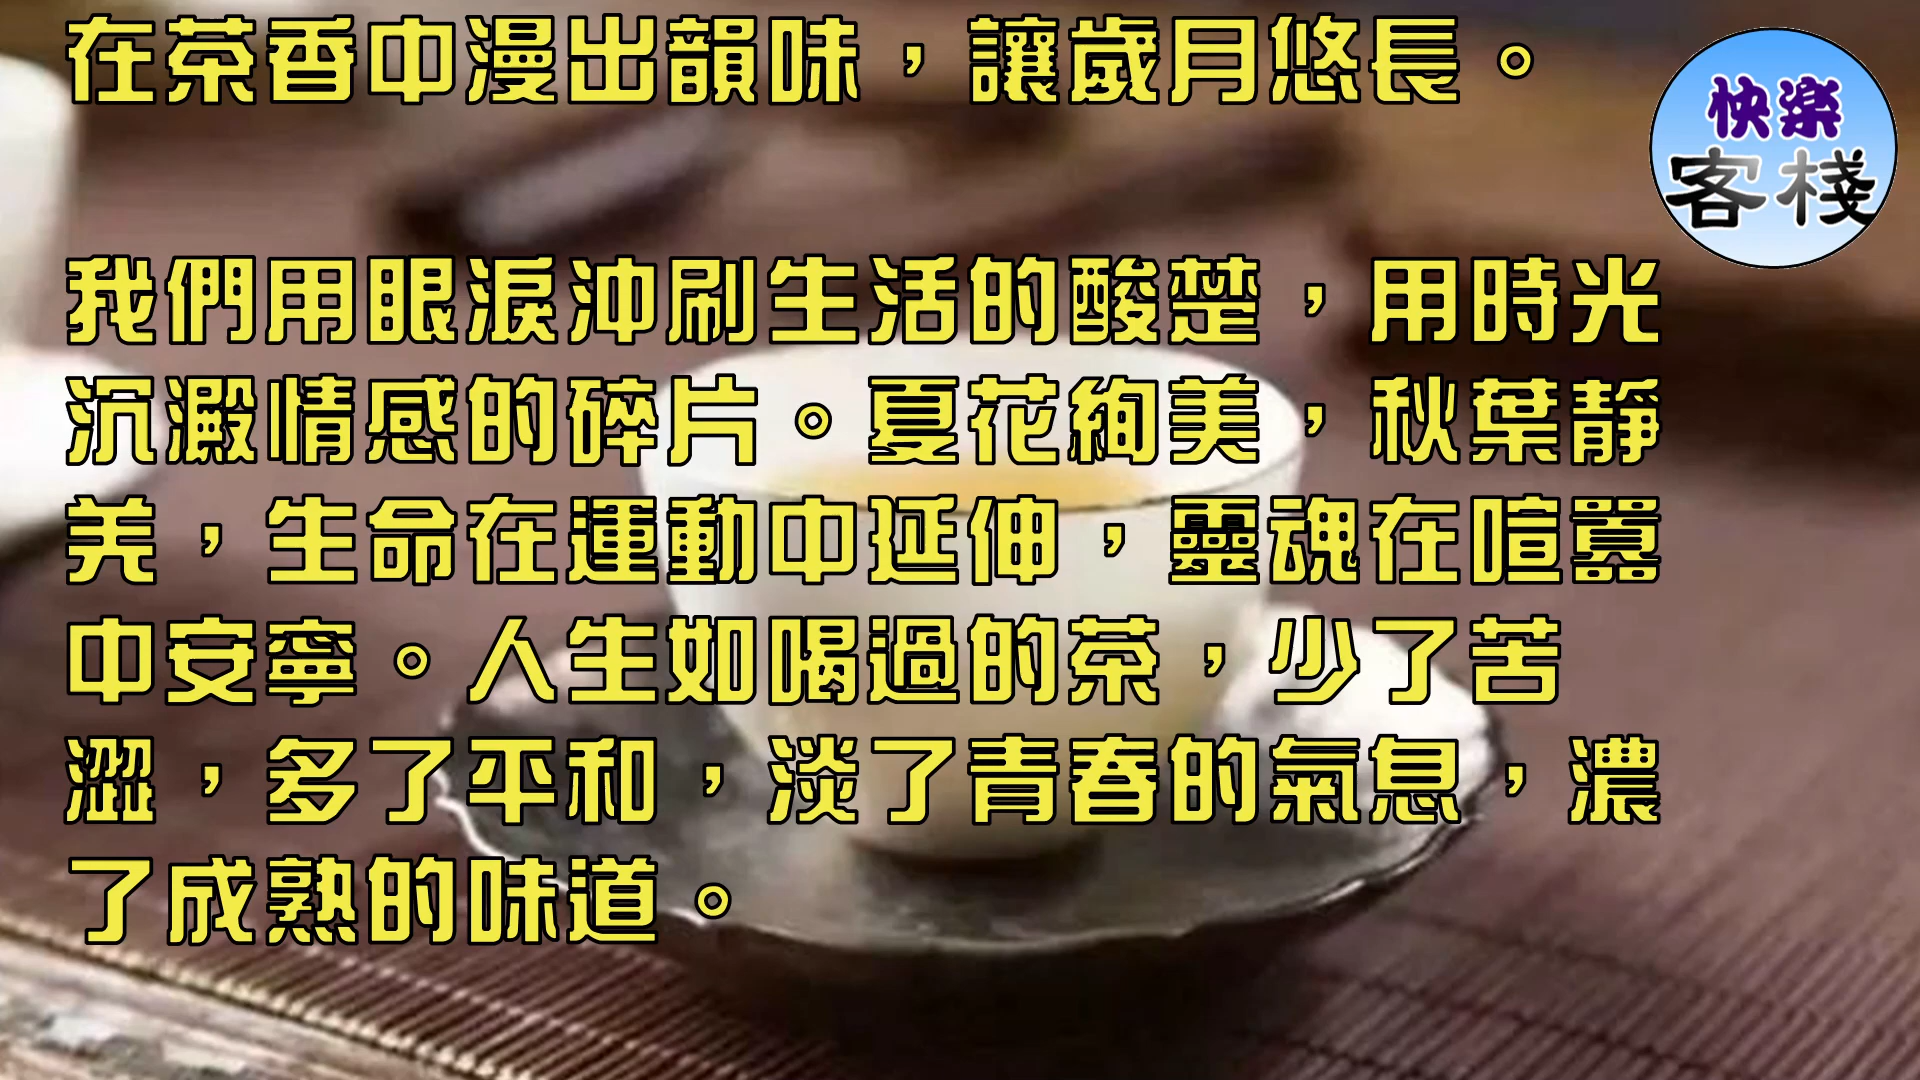 在茶香中漫出韻味，讓歲月悠長。
快樂
客棧
我們用眼淚沖刷生活的酸楚，用時光
沉澱情感的碎片。夏花絢美，秋葉靜
美，生命在運動中延伸，靈魂在喧囂
中安寧。人生如喝過的茶，少了苦
澀，多了平和，淡了青春的氣息，濃
了成熟的味道。